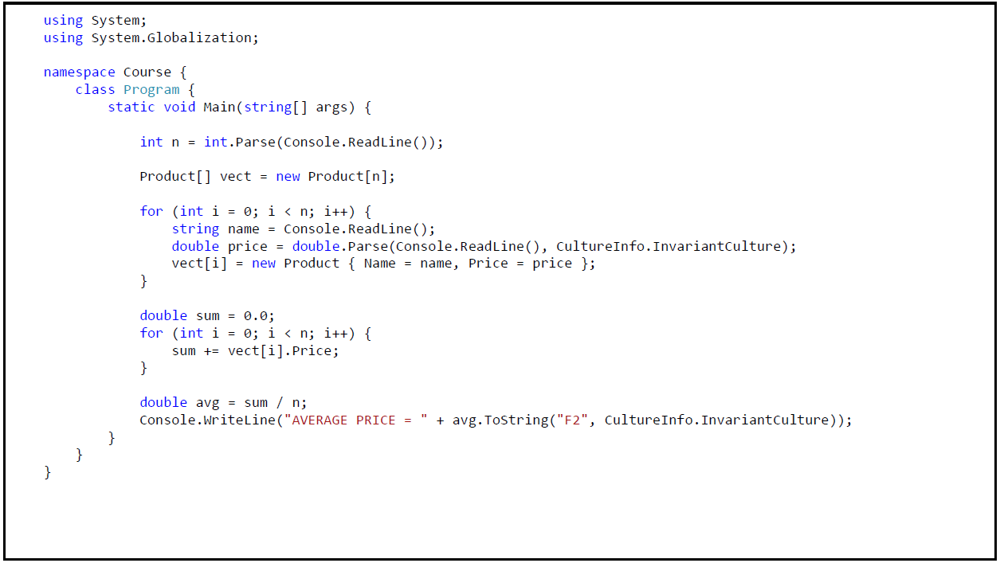 using System;
using System.Globalization;
namespace Course {
class Program {
static void Main(string[] args) {
int n = int.Parse(Console.ReadLine());
Product[] vect = new Product[n];
for (int i = 0; i < n; i++) {
string name = Console.ReadLine();
double price = double.Parse(Console.ReadLine(), CultureInfo.InvariantCulture);
vect[i] = new Product { Name = name, Price = price };
}
double sum = 0.0;
for (int i = 0; i < n; i++) {
sum += vect[i].Price;
}
double avg = sum / n;
Console.WriteLine("AVERAGE PRICE = " + avg.ToString("F2", CultureInfo.InvariantCulture));
}
}
}